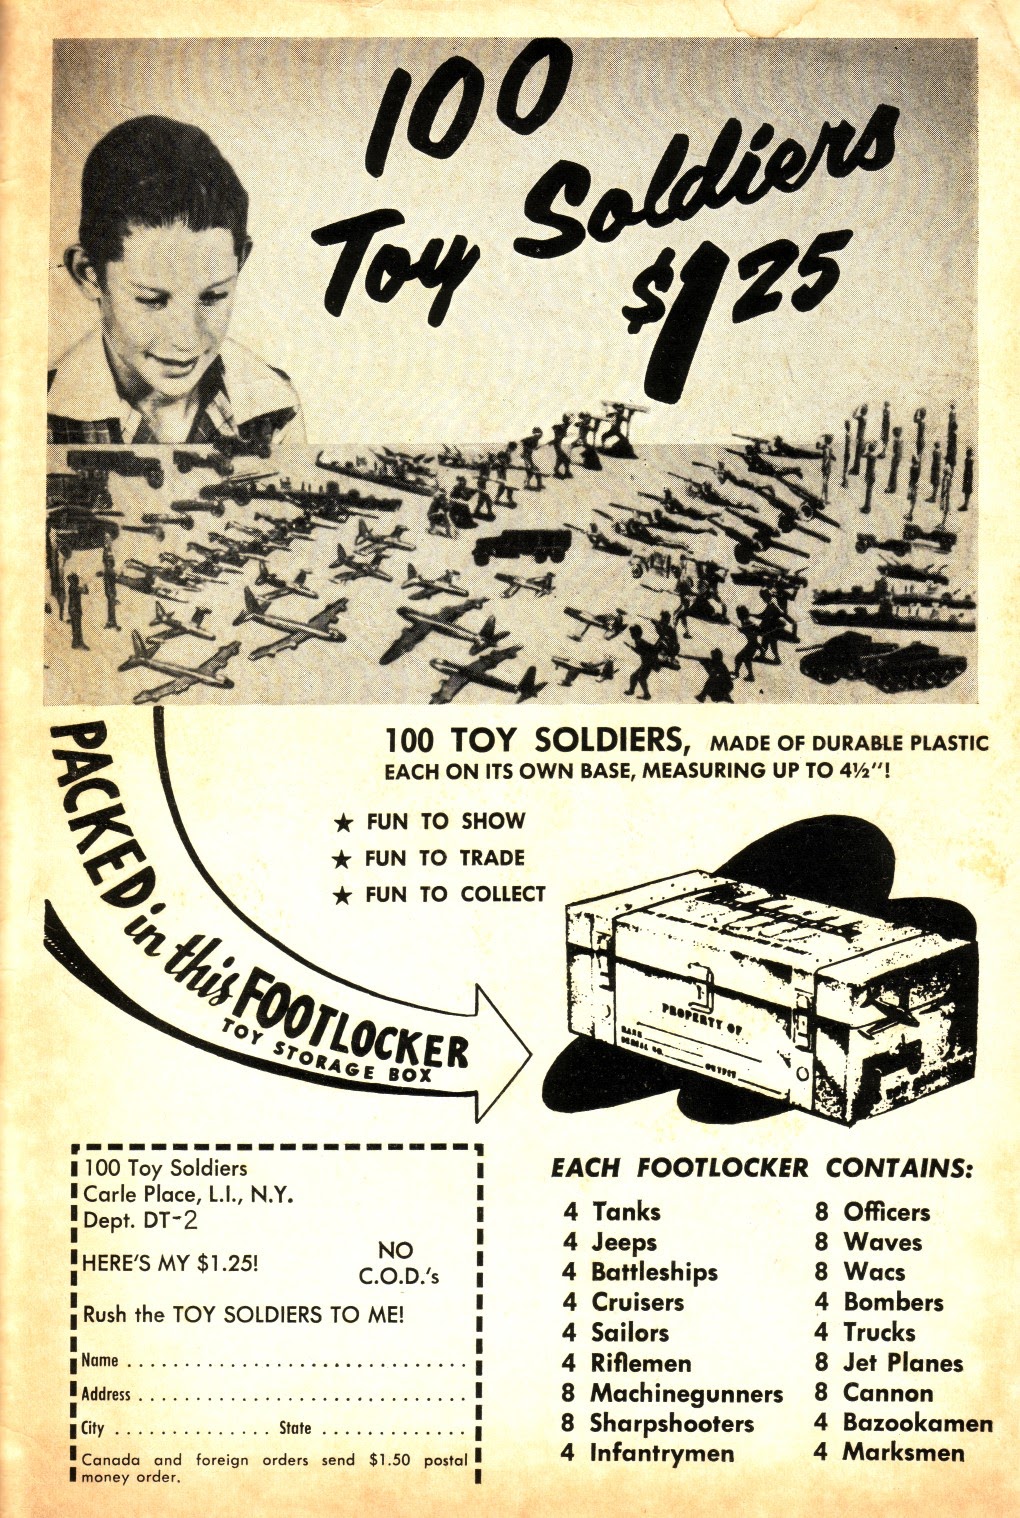 100
Toy Soldiers
$1.25
100 TOY SOLDIERS, MADE OF DURABLE PLASTIC
EACH ON ITS OWN BASE, MEASURING UP TO 4½"!
★ FUN TO SHOW
★ FUN TO TRADE
★ FUN TO COLLECT
PACKED in this FOOTLOCKER
TOY STORAGE BOX
PROPERTY OF
NAME
SERIAL NO.
100 Toy Soldiers
Carle Place, L.I., N.Y.
Dept. DT-2
HERE'S MY $1.25!
NO
C.O.D.'s
Rush the TOY SOLDIERS TO ME!
Name
Address
City State
Canada and foreign orders send $1.50 postal
money order.
EACH FOOTLOCKER CONTAINS:
4 Tanks
4 Jeeps
4 Battleships
4 Cruisers
4 Sailors
4 Riflemen
8 Machinegunners
8 Sharpshooters
4 Infantrymen
8 Officers
8 Waves
8 Wacs
4 Bombers
4 Trucks
8 Jet Planes
8 Cannon
4 Bazookamen
4 Marksmen